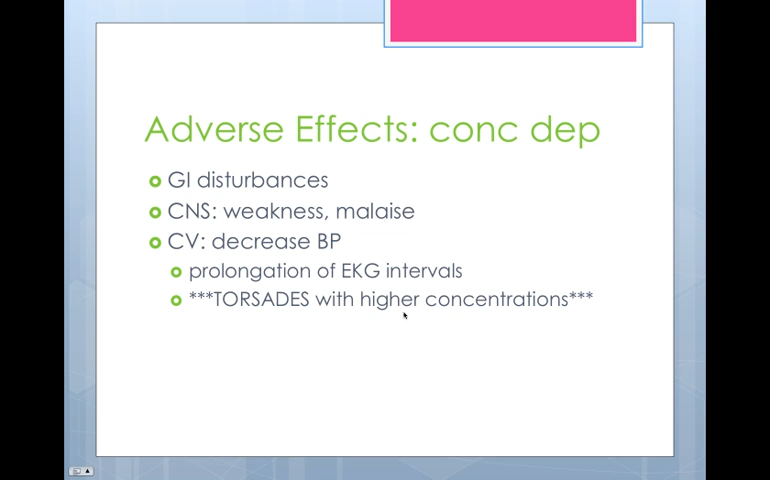 Adverse Effects: conc dep
GI disturbances
CNS: weakness, malaise
CV: decrease BP
prolongation of EKG intervals
***TORSADES with higher concentrations***